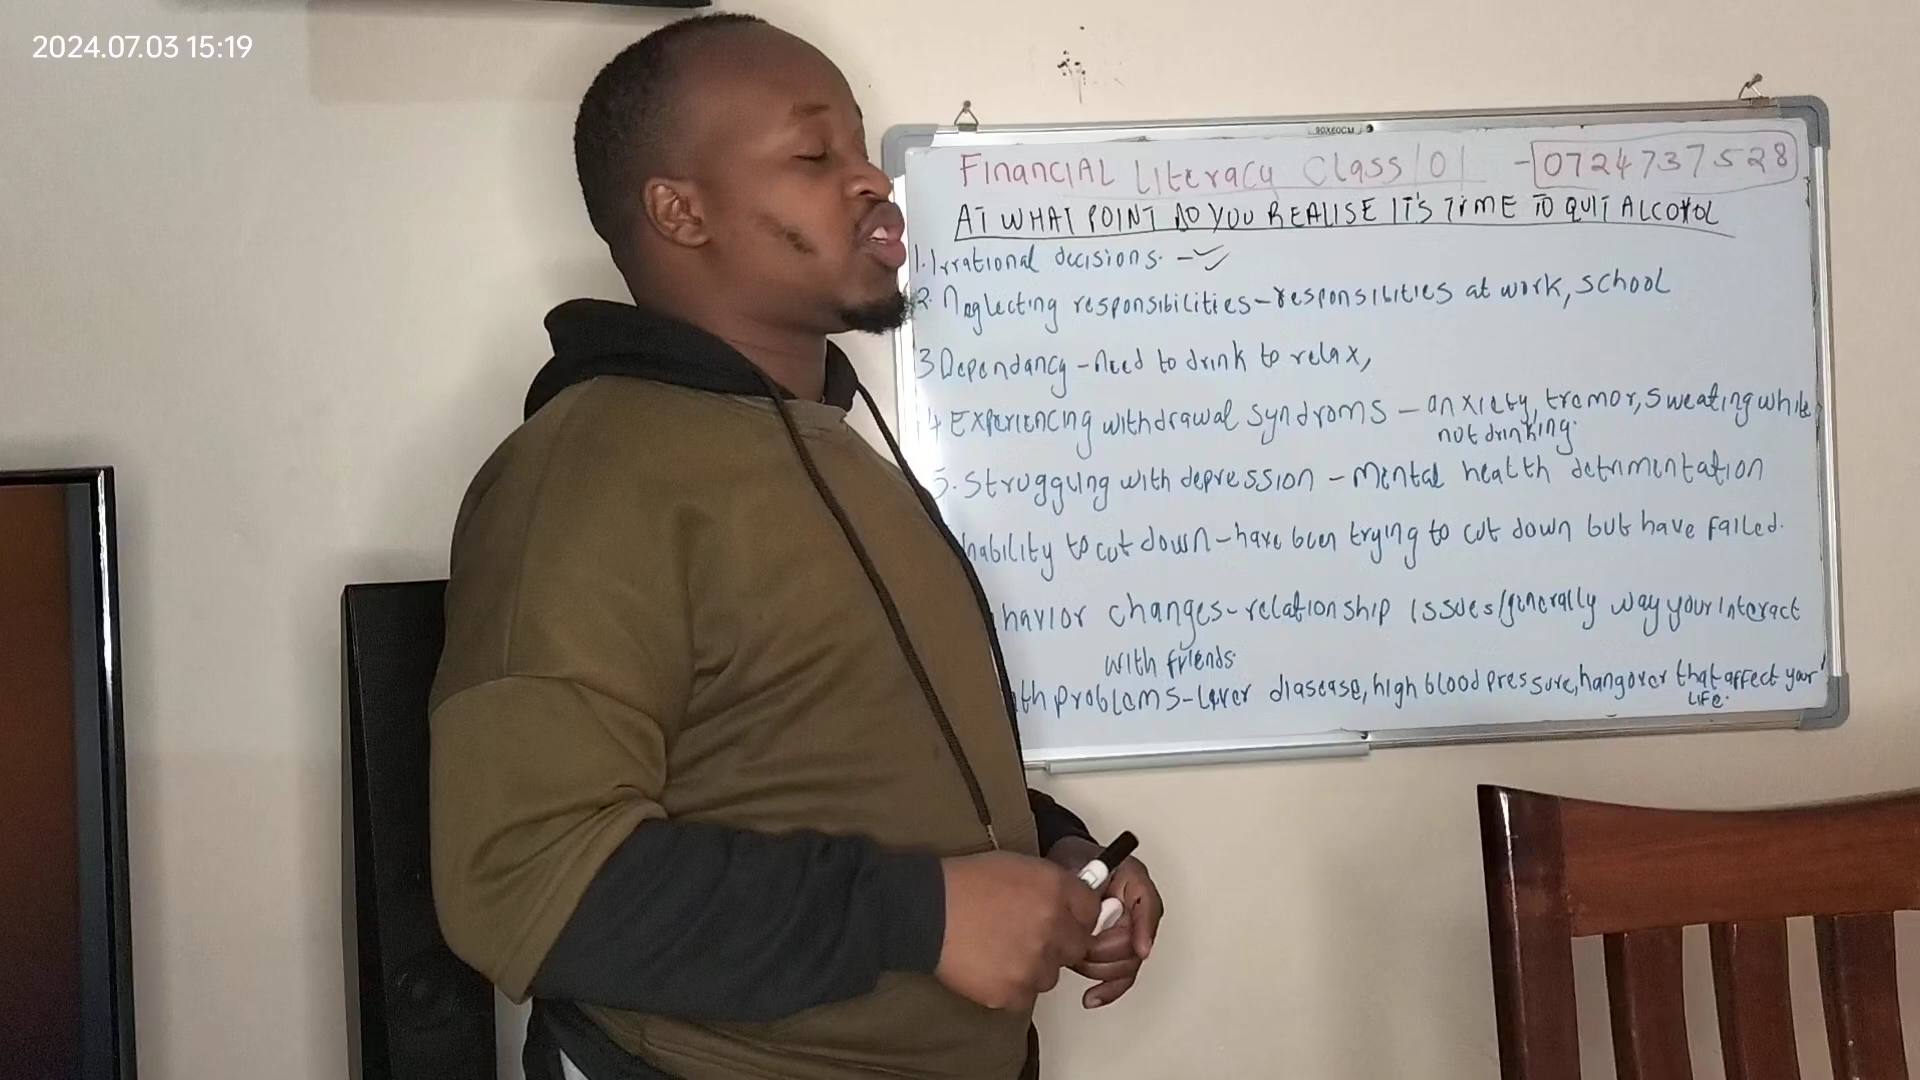 2024.07.03 15:19
90X60CM
Financial Literacy Class 101 - 0724737528
AT WHAT POINT DO YOU REALISE IT'S TIME TO QUIT ALCOHOL
1. Irrational decisions. -
2. Neglecting responsibilities - responsibities at work, school
3 Dependancy - need to drink to relax,
4 Experiencing withdrawal syndroms - anxiety, tremor, sweating while
not drinking.
5. Struggling with depression - Mental health detrimentation
nability to cut down - have been trying to cut down but have failed.
havior changes - relationship issues/generally way your interact
with friends.
lth problems - Liver diasease, high blood pressure, hangover that affect your
life.